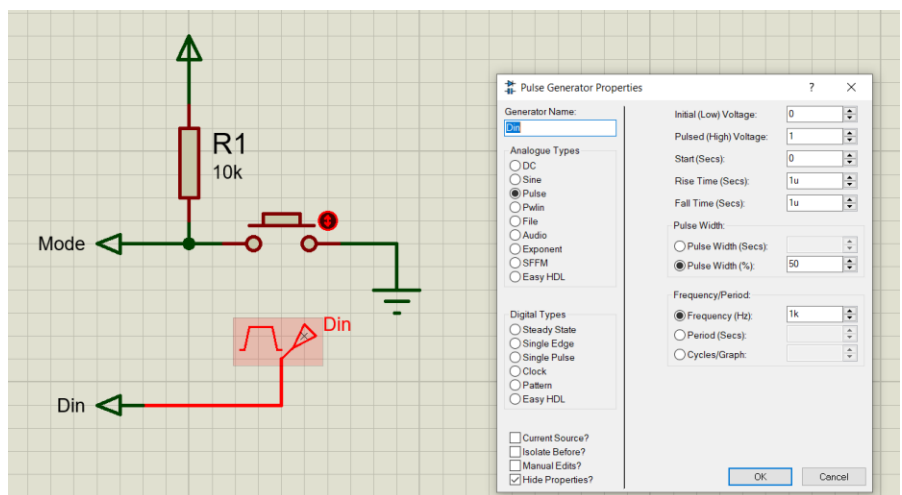 R1
10k
Mode
Din
Din
Pulse Generator Properties
?
Generator Name:
Din
Analogue Types
DC
Sine
Pulse
Pwlin
File
Audio
Exponent
SFFM
Easy HDL
Digital Types
Steady State
Single Edge
Single Pulse
Clock
Pattern
Easy HDL
Current Source?
Isolate Before?
Manual Edits?
Hide Properties?
Initial (Low) Voltage: 0
Pulsed (High) Voltage: 1
Start (Secs): 0
Rise Time (Secs): 1u
Fall Time (Secs): 1u
Pulse Width:
Pulse Width (Secs):
Pulse Width (%): 50
Frequency/Period:
Frequency (Hz): 1k
Period (Secs):
Cycles/Graph:
OK Cancel